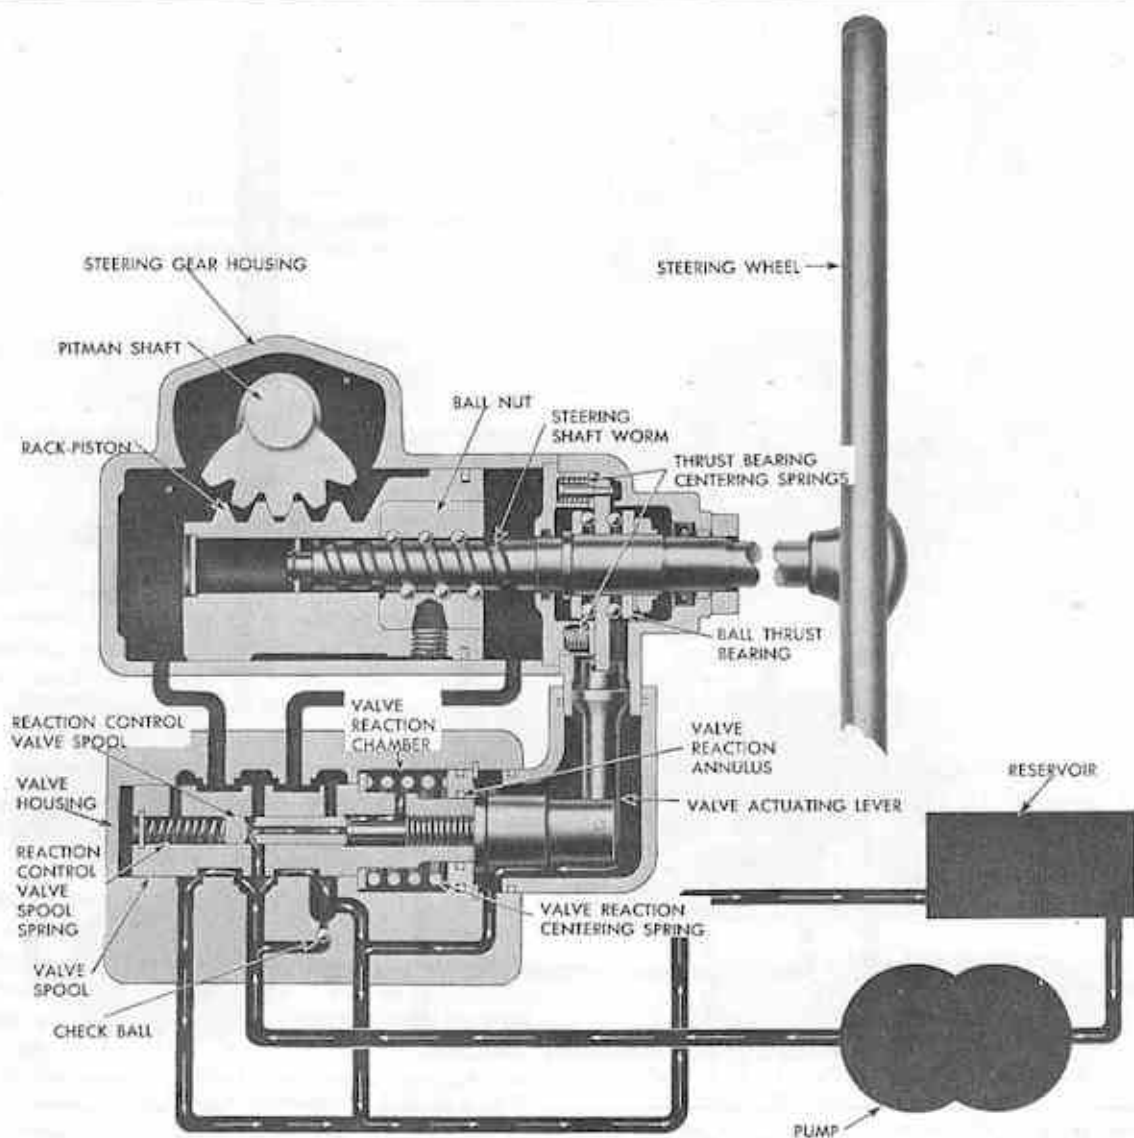 STEERING GEAR HOUSING
STEERING WHEEL
PITMAN SHAFT
BALL NUT
STEERING
SHAFT WORM
RACK-PISTON
THRUST BEARING
CENTERING SPRINGS
BALL THRUST
BEARING
REACTION CONTROL
VALVE SPOOL
VALVE
REACTION
CHAMBER
VALVE
REACTION
ANNULUS
RESERVOIR
VALVE
HOUSING
VALVE ACTUATING LEVER
REACTION
CONTROL
VALVE
SPOOL
SPRING
VALVE REACTION
CENTERING SPRING
VALVE
SPOOL
CHECK BALL
PUMP